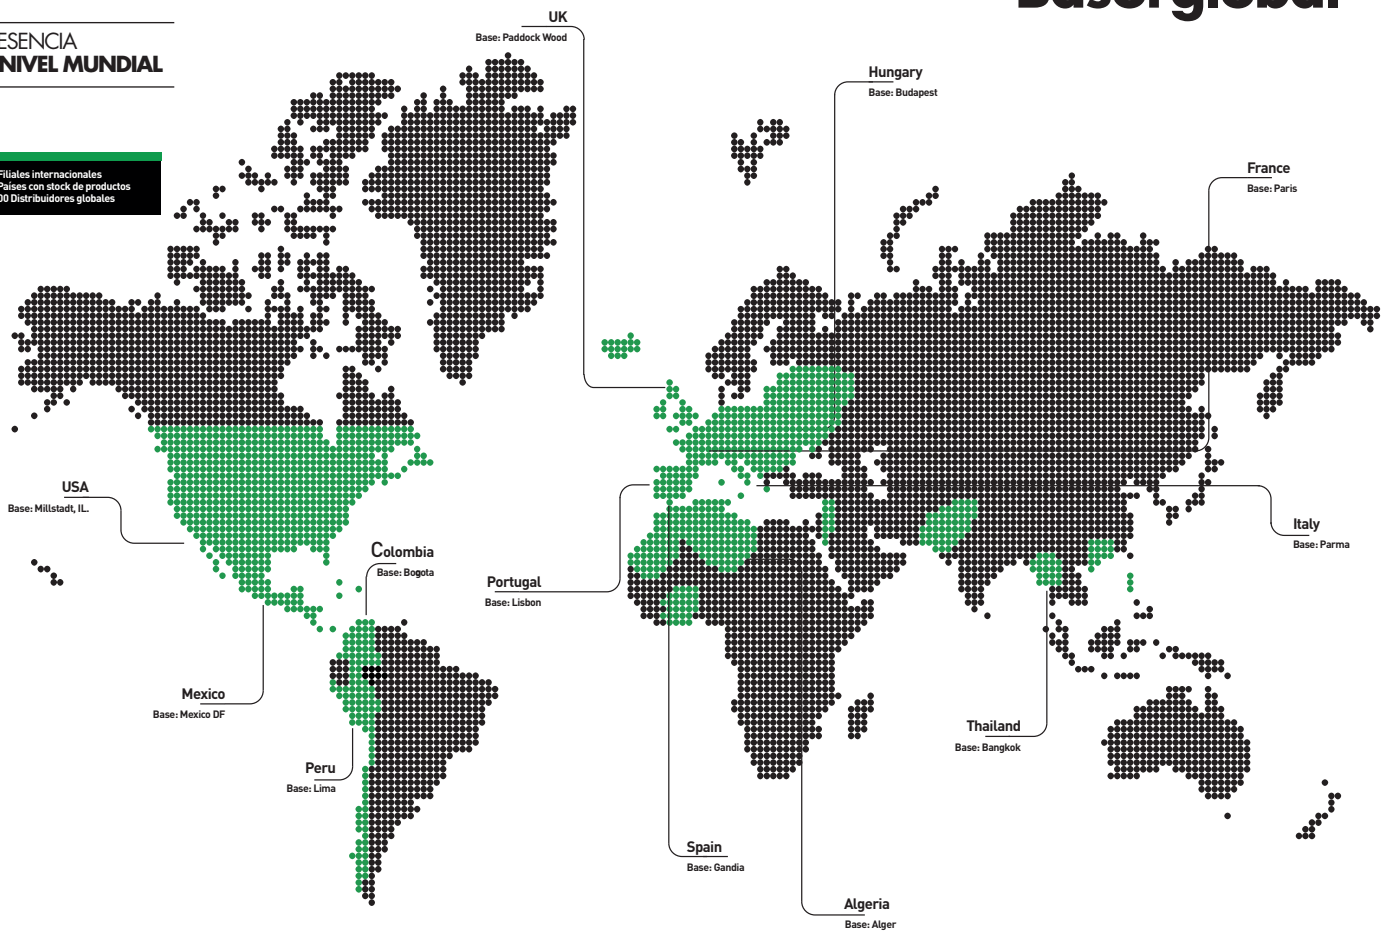 Basorglobal
ESENCIA
NIVEL MUNDIAL
Filiales internacionales
Países con stock de productos
00 Distribuidores globales
UK
Base: Paddock Wood
Hungary
Base: Budapest
France
Base: Paris
USA
Base: Millstadt, IL.
Colombia
Base: Bogota
Portugal
Base: Lisbon
Italy
Base: Parma
Mexico
Base: Mexico DF
Thailand
Base: Bangkok
Peru
Base: Lima
Spain
Base: Gandia
Algeria
Base: Alger